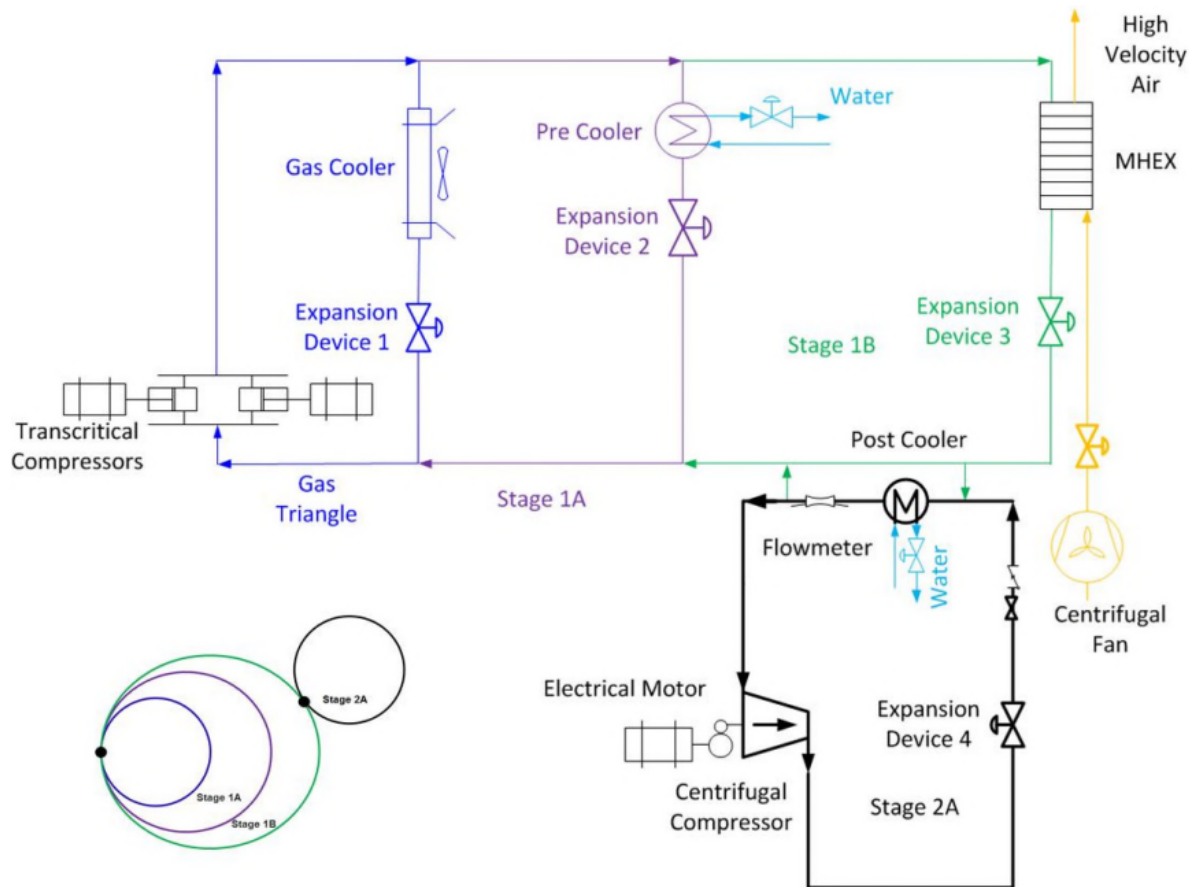 High
Velocity
Air
Water
Pre Cooler
MHEX
Gas Cooler
Expansion
Device 2
Expansion
Device 1
Expansion
Device 3
Stage 1B
Transcritical
Compressors
Post Cooler
Gas
Triangle
Stage 1A
Flowmeter
Water
Centrifugal
Fan
Stage 2A
Electrical Motor
Expansion
Device 4
Stage 1A
Stage 1B
Centrifugal
Compressor
Stage 2A